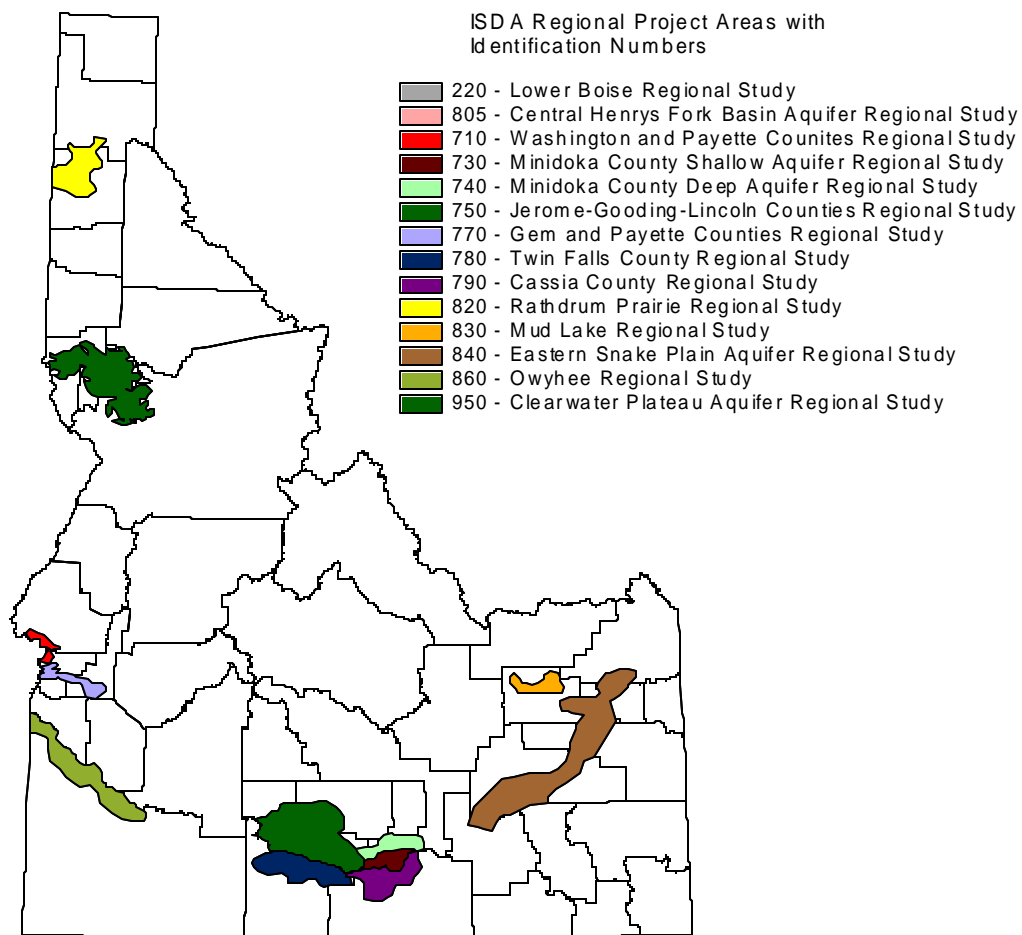 ISDA Regional Project Areas with
Identification Numbers
220 - Lower Boise Regional Study
805 - Central Henrys Fork Basin Aquifer Regional Study
710 - Washington and Payette Counites Regional Study
730 - Minidoka County Shallow Aquifer Regional Study
740 - Minidoka County Deep Aquifer Regional Study
750 - Jerome-Gooding-Lincoln Counties Regional Study
770 - Gem and Payette Counties Regional Study
780 - Twin Falls County Regional Study
790 - Cassia County Regional Study
820 - Rathdrum Prairie Regional Study
830 - Mud Lake Regional Study
840 - Eastern Snake Plain Aquifer Regional Study
860 - Owyhee Regional Study
950 - Clearwater Plateau Aquifer Regional Study